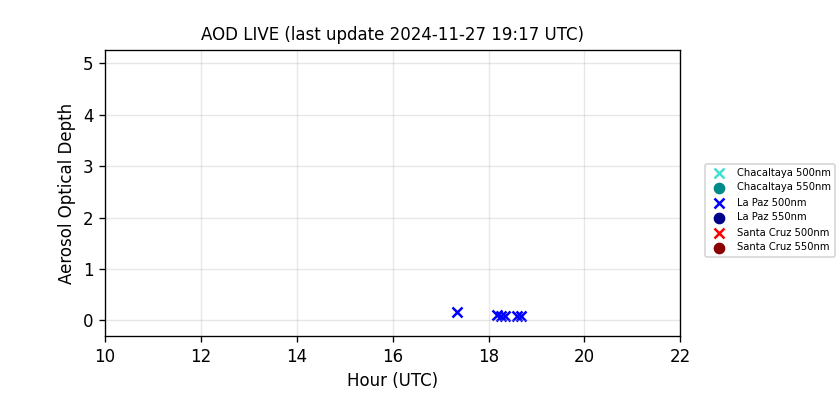 AOD LIVE (last update 2024-11-27 19:17 UTC)
5
4
3
2
1
0
Aerosol Optical Depth
10 12 14 16 18 20 22
Hour (UTC)
Chacaltaya 500nm
Chacaltaya 550nm
La Paz 500nm
La Paz 550nm
Santa Cruz 500nm
Santa Cruz 550nm